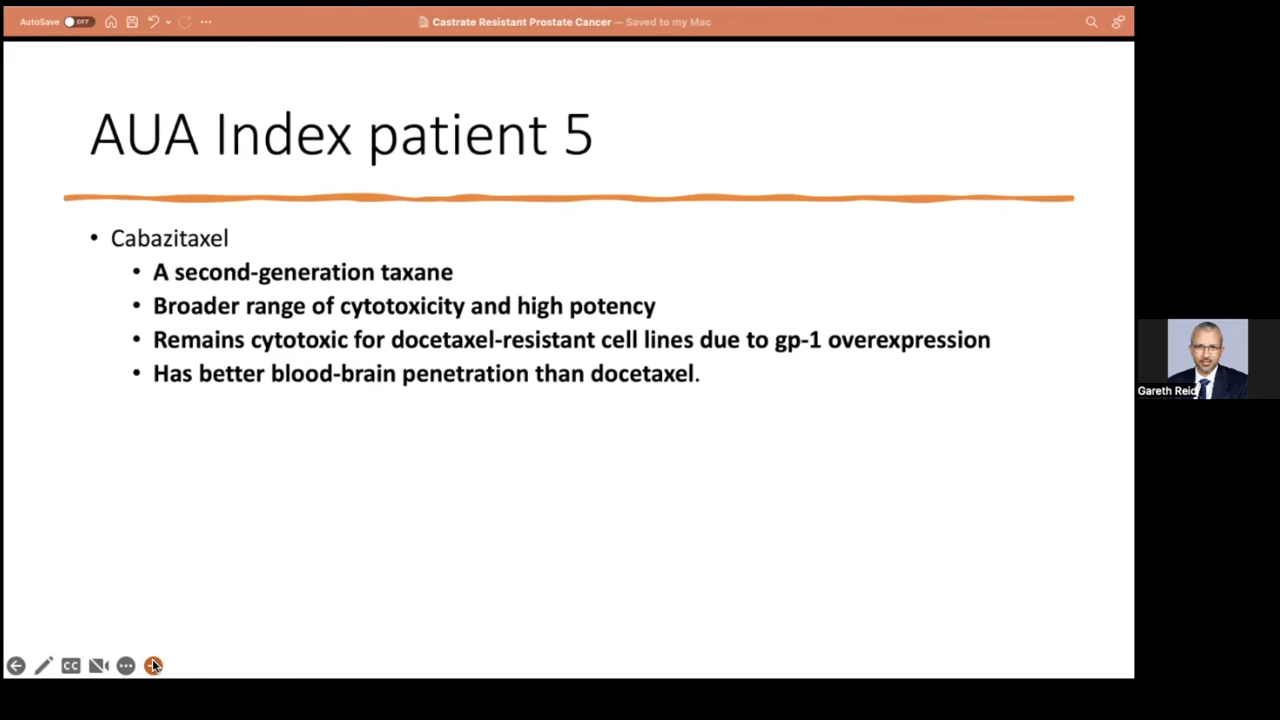 AutoSave OFF
Castrate Resistant Prostate Cancer — Saved to my Mac
AUA Index patient 5
• Cabazitaxel
• A second-generation taxane
• Broader range of cytotoxicity and high potency
• Remains cytotoxic for docetaxel-resistant cell lines due to gp-1 overexpression
• Has better blood-brain penetration than docetaxel.
Gareth Reid
CC